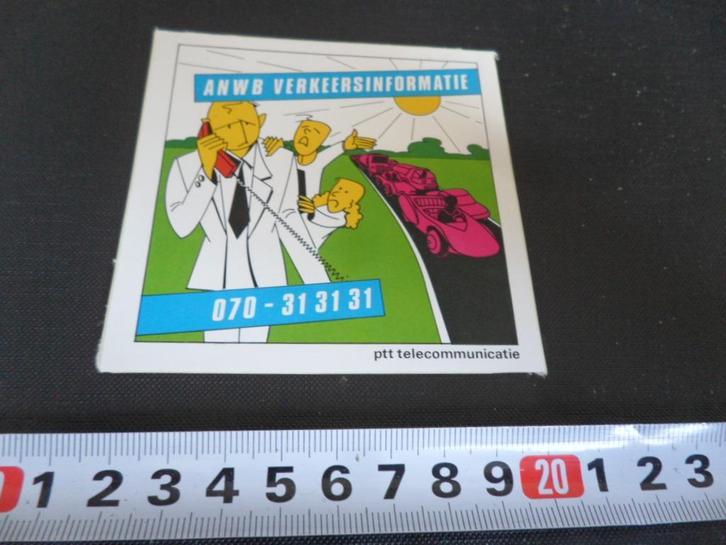 ANWB VERKEERSINFORMATIE
070 - 31 31 31
ptt telecommunicatie
1 2 3 4 5 6 7 8 9 20 1 2 3